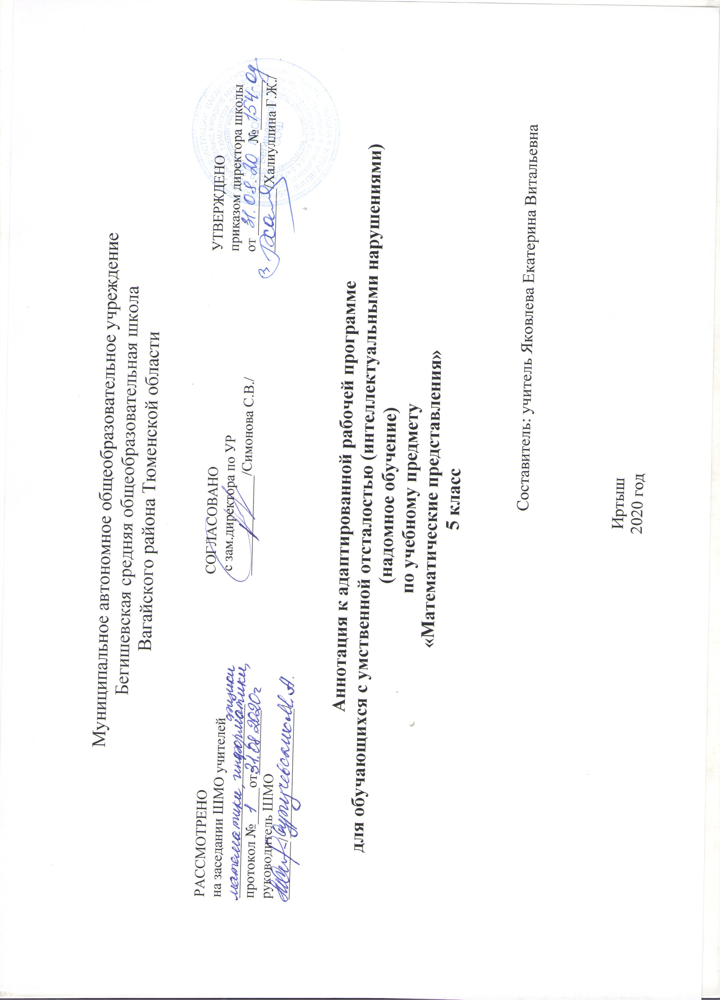 Муниципальное автономное общеобразовательное учреждение
Бегишевская средняя общеобразовательная школа
Вагайского района Тюменской области
РАССМОТРЕНО
на заседании ШМО учителей
математики, информатики, физики
протокол № 1 от 31.08.2020г
руководитель ШМО
СОГЛАСОВАНО
с зам.директора по УР
/Симонова С.В./
УТВЕРЖДЕНО
приказом директора школы
от 31.08.20 № 154-од
/Халиуллина Г.Ж./
Аннотация к адаптированной рабочей программе
для обучающихся с умственной отсталостью (интеллектуальными нарушениями)
(надомное обучение)
по учебному предмету
«Математические представления»
5 класс
Составитель: учитель Яковлева Екатерина Витальевна
Иртыш
2020 год